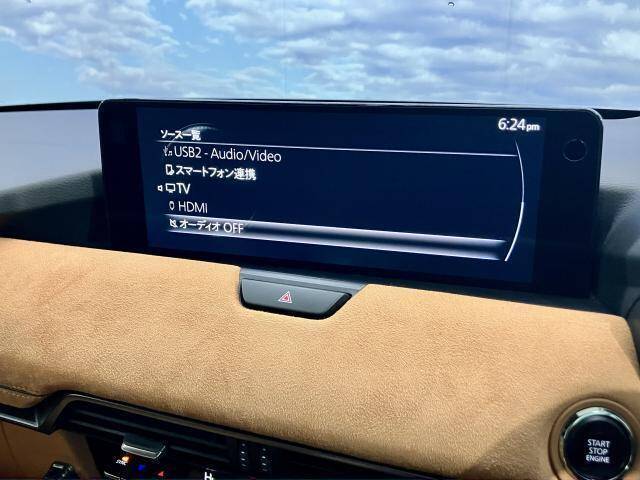 6:24pm
ソース一覧
USB2 - Audio/Video
スマートフォン連携
TV
HDMI
オーディオ OFF
START
STOP
ENGINE